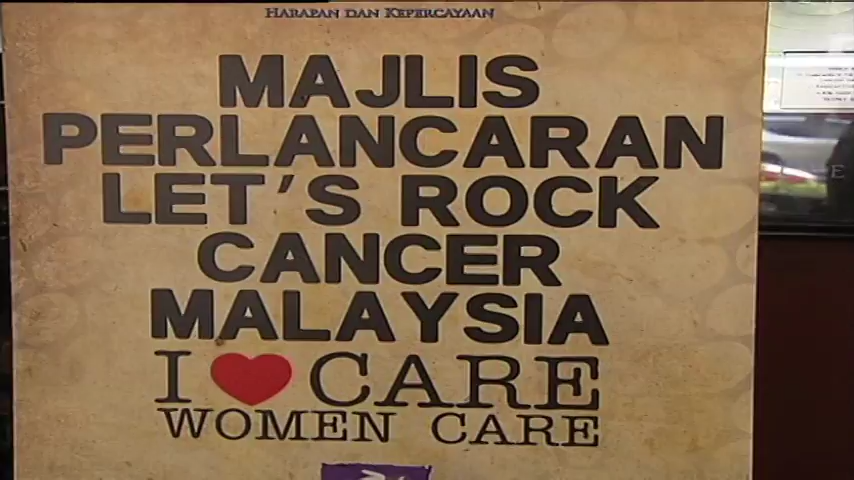 HARAPAN DAN KEPERCAYAAN
MAJLIS
PERLANCARAN
LET'S ROCK
CANCER
MALAYSIA
I ❤ CARE
WOMEN CARE